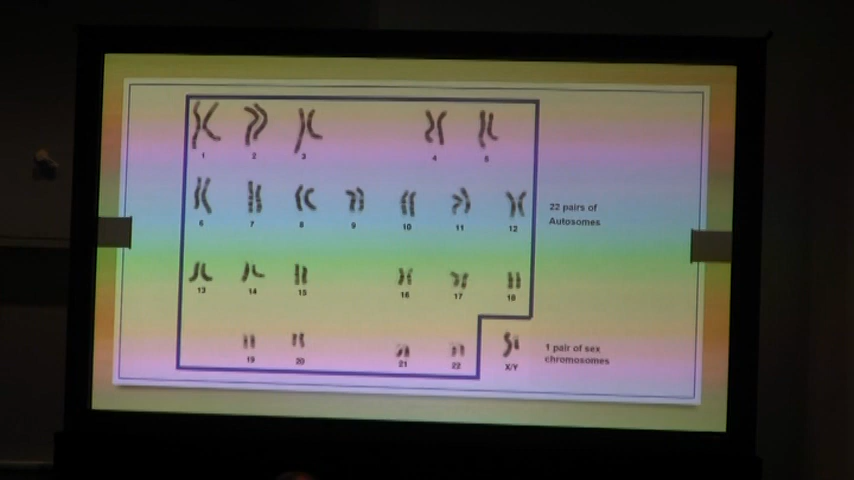 1 2 3 4 5
6 7 8 9 10 11 12
22 pairs of
Autosomes
13 14 15 16 17 18
19 20 21 22 X/Y
1 pair of sex
chromosomes